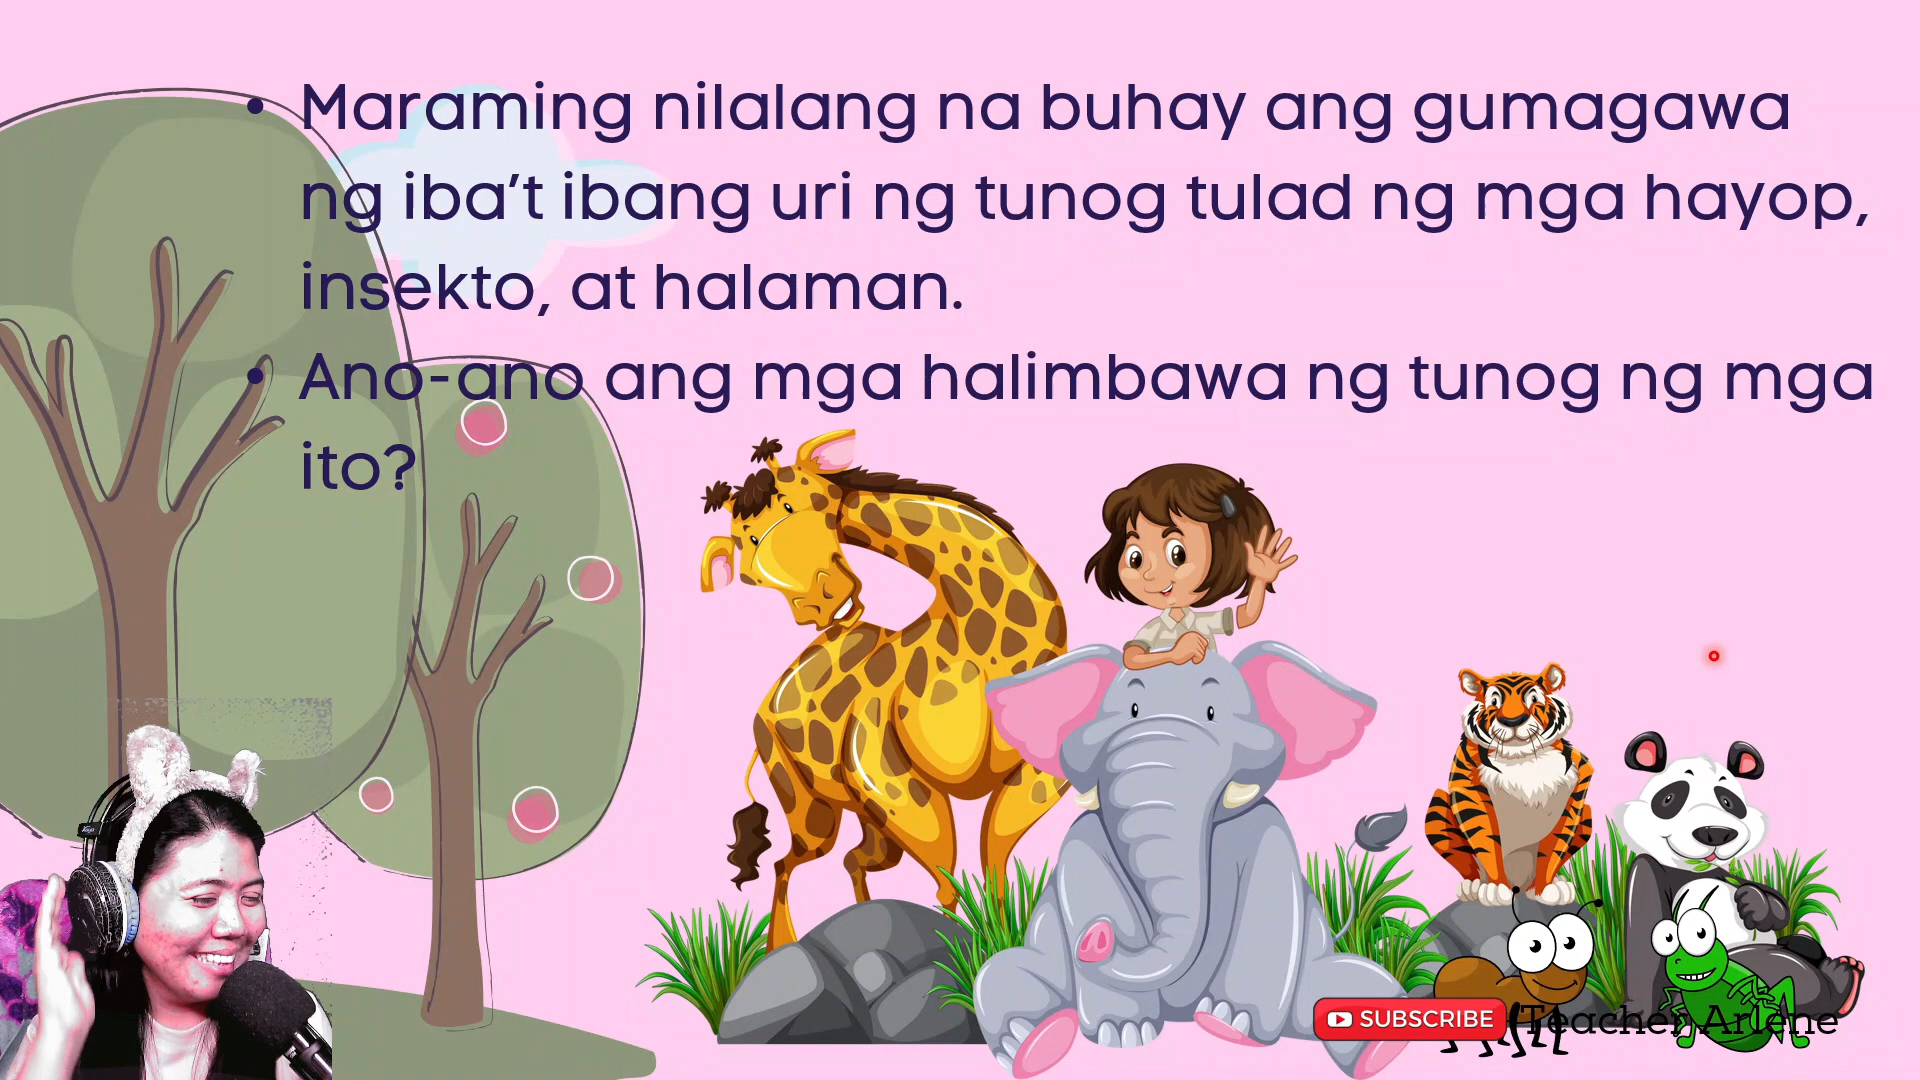 • Maraming nilalang na buhay ang gumagawa
ng iba't ibang uri ng tunog tulad ng mga hayop,
insekto, at halaman.
• Ano-ano ang mga halimbawa ng tunog ng mga
ito?
SUBSCRIBE
Teacher Arlene